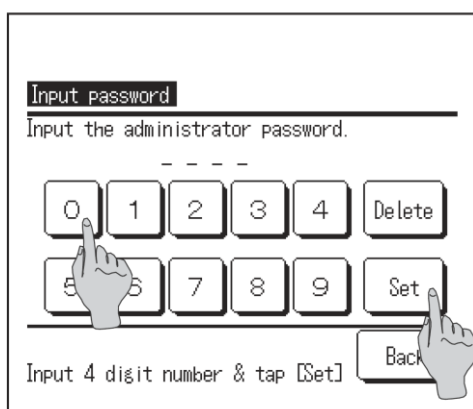 Input password
Input the administrator password.
_ _ _ _
0 1 2 3 4 Delete
5 6 7 8 9 Set
Back
Input 4 digit number & tap [Set]